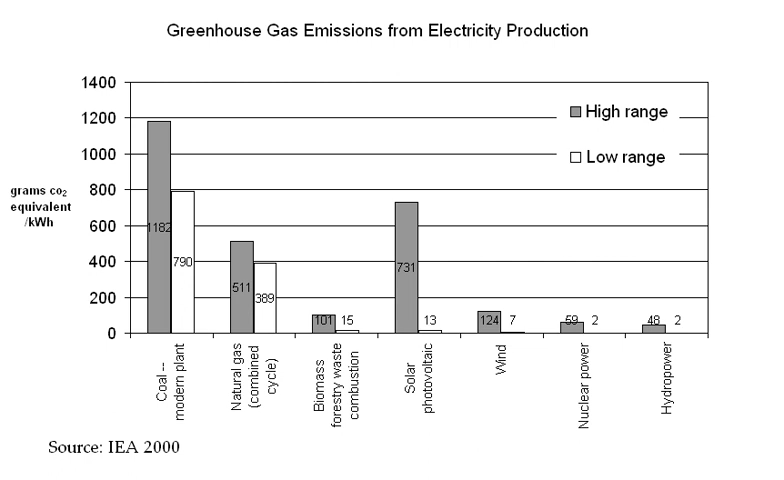 Greenhouse Gas Emissions from Electricity Production
1400
1200
1000
800
600
400
200
0
grams co₂
equivalent
/kWh
High range
Low range
1182
790
511
389
101
15
731
13
124
7
59
2
48
2
Coal --
modern plant
Natural gas
(combined
cycle)
Biomass
forestry waste
combustion
Solar
photovoltaic
Wind
Nuclear power
Hydropower
Source: IEA 2000